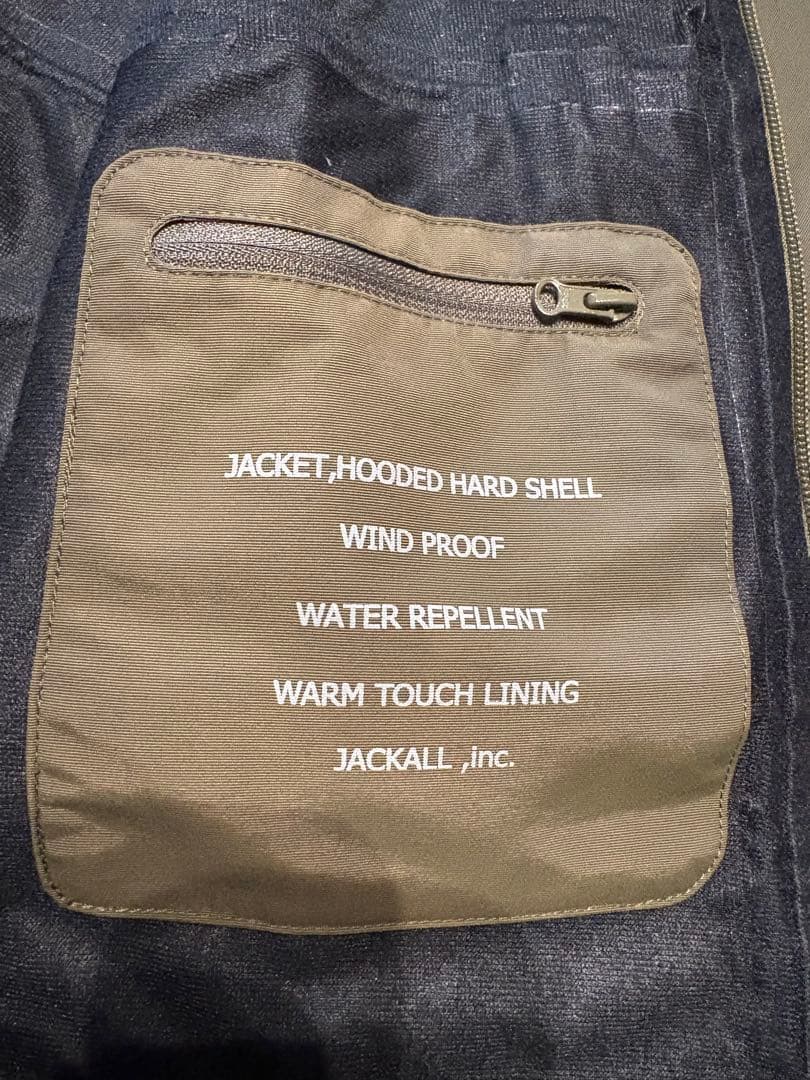 JACKET,HOODED HARD SHELL
WIND PROOF
WATER REPELLENT
WARM TOUCH LINING
JACKALL ,inc.